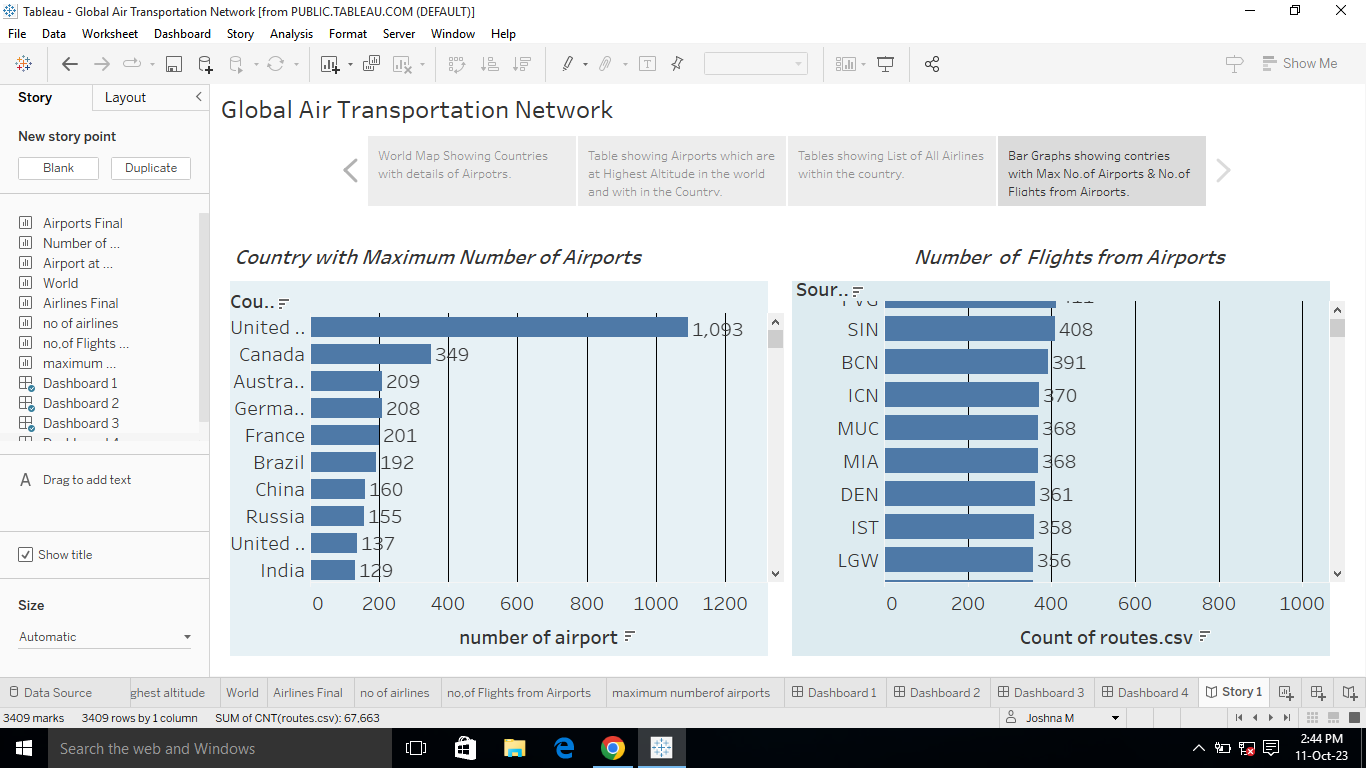 Tableau - Global Air Transportation Network [from PUBLIC.TABLEAU.COM (DEFAULT)]
File Data Worksheet Dashboard Story Analysis Format Server Window Help
Show Me
Story Layout
New story point
Blank Duplicate
Airports Final
Number of ...
Airport at ...
World
Airlines Final
no of airlines
no.of Flights ...
maximum ...
Dashboard 1
Dashboard 2
Dashboard 3
Drag to add text
Show title
Size
Automatic
Global Air Transportation Network
World Map Showing Countries
with details of Airpotrs.
Table showing Airports which are
at Highest Altitude in the world
and with in the Country.
Tables showing List of All Airlines
within the country.
Bar Graphs showing contries
with Max No.of Airports & No.of
Flights from Airports.
Country with Maximum Number of Airports
Cou..
United .. 1,093
Canada 349
Austra.. 209
Germa.. 208
France 201
Brazil 192
China 160
Russia 155
United .. 137
India 129
0 200 400 600 800 1000 1200
number of airport
Number of Flights from Airports
Sour..
PVG 411
SIN 408
BCN 391
ICN 370
MUC 368
MIA 368
DEN 361
IST 358
LGW 356
0 200 400 600 800 1000
Count of routes.csv
Data Source ghest altitude World Airlines Final no of airlines no.of Flights from Airports maximum numberof airports Dashboard 1 Dashboard 2 Dashboard 3 Dashboard 4 Story 1
3409 marks 3409 rows by 1 column SUM of CNT(routes.csv): 67,663 Joshna M
Search the web and Windows
2:44 PM
11-Oct-23